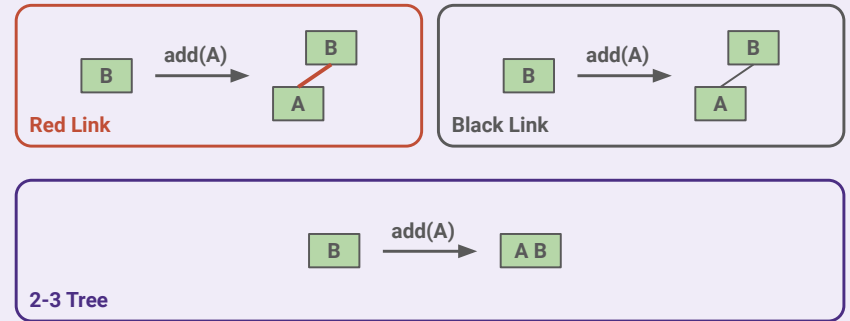 B
add(A)
B
A
Red Link
B
add(A)
B
A
Black Link
B
add(A)
A B
2-3 Tree